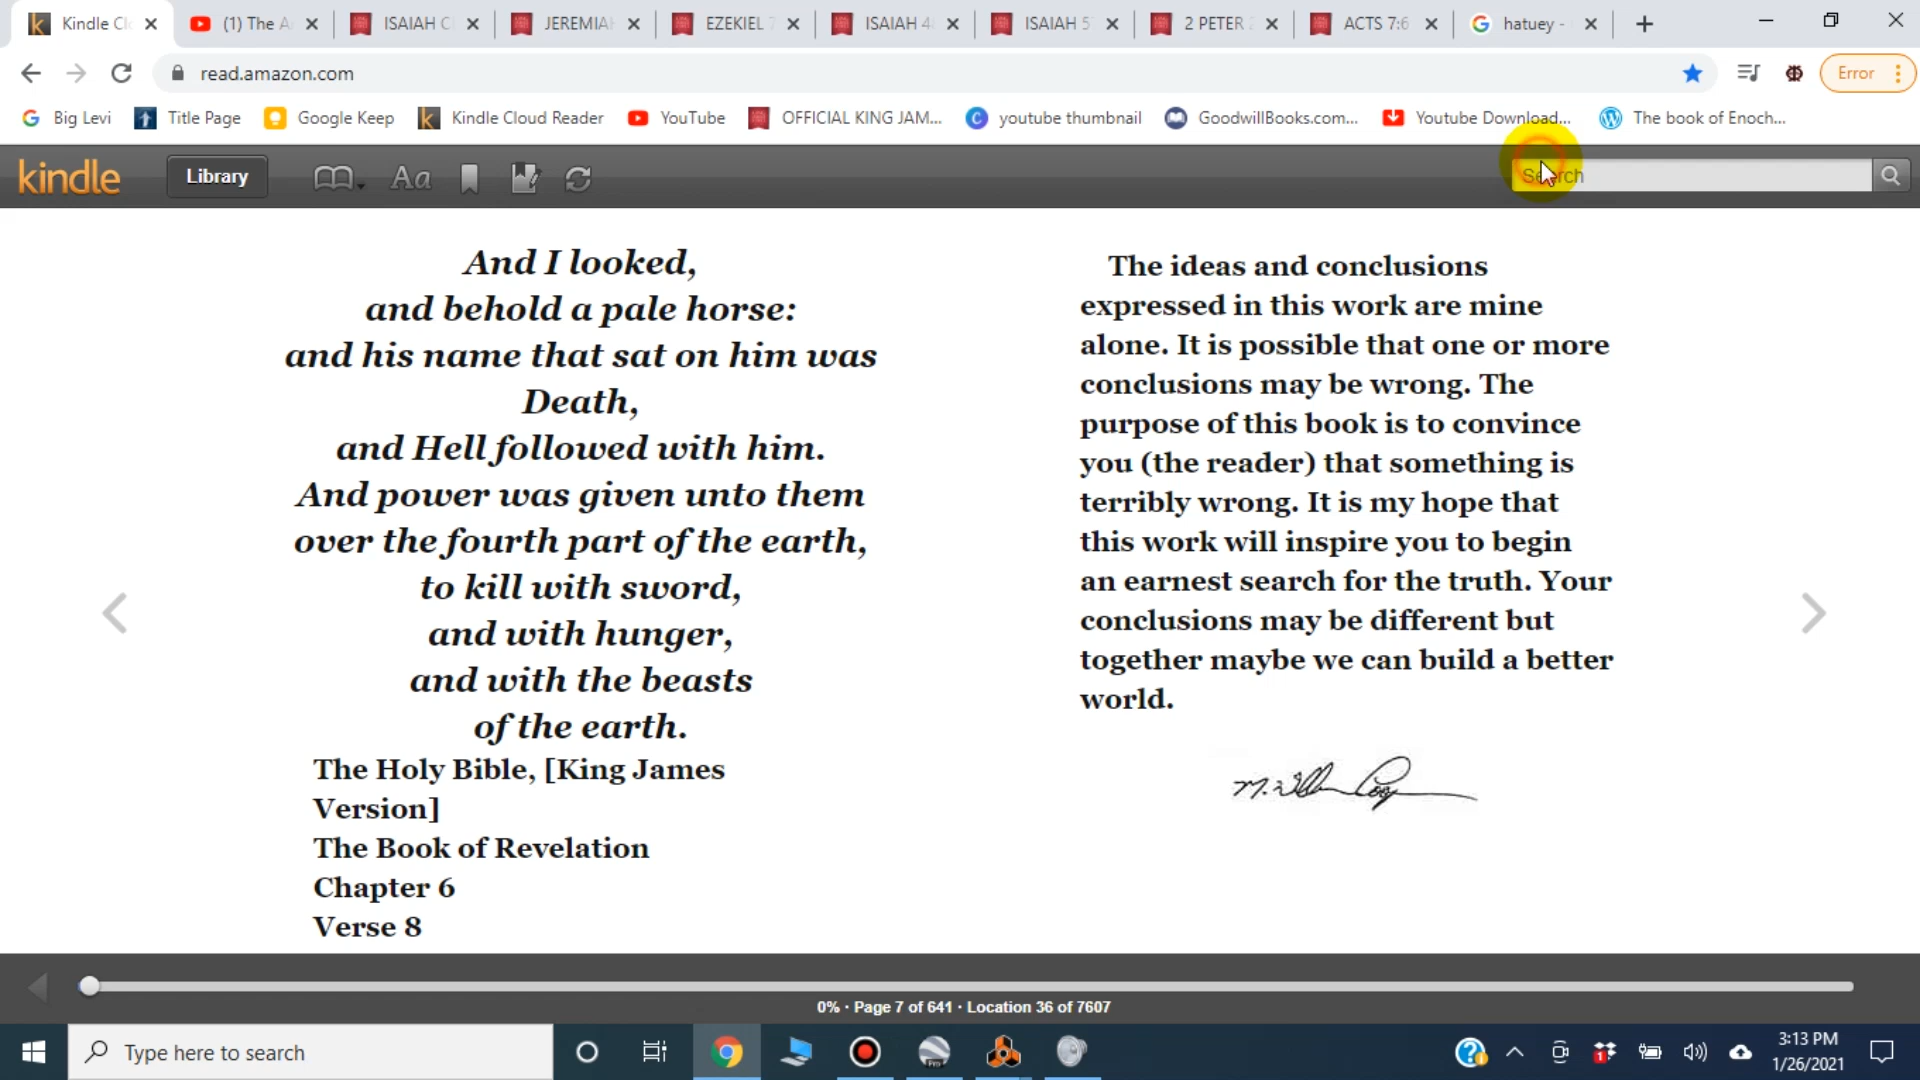 Kindle Cl
(1) The A
ISAIAH C
JEREMIAH
EZEKIEL 7
ISAIAH 4
ISAIAH 5
2 PETER 2
ACTS 7:6
hatuey -
read.amazon.com
Error
Big Levi
Title Page
Google Keep
Kindle Cloud Reader
YouTube
OFFICIAL KING JAM...
youtube thumbnail
GoodwillBooks.com...
Youtube Download...
The book of Enoch...
kindle
Library
Aa
Search
And I looked,
and behold a pale horse:
and his name that sat on him was
Death,
and Hell followed with him.
And power was given unto them
over the fourth part of the earth,
to kill with sword,
and with hunger,
and with the beasts
of the earth.
The Holy Bible, [King James
Version]
The Book of Revelation
Chapter 6
Verse 8
The ideas and conclusions
expressed in this work are mine
alone. It is possible that one or more
conclusions may be wrong. The
purpose of this book is to convince
you (the reader) that something is
terribly wrong. It is my hope that
this work will inspire you to begin
an earnest search for the truth. Your
conclusions may be different but
together maybe we can build a better
world.
0% · Page 7 of 641 · Location 36 of 7607
Type here to search
3:13 PM
1/26/2021